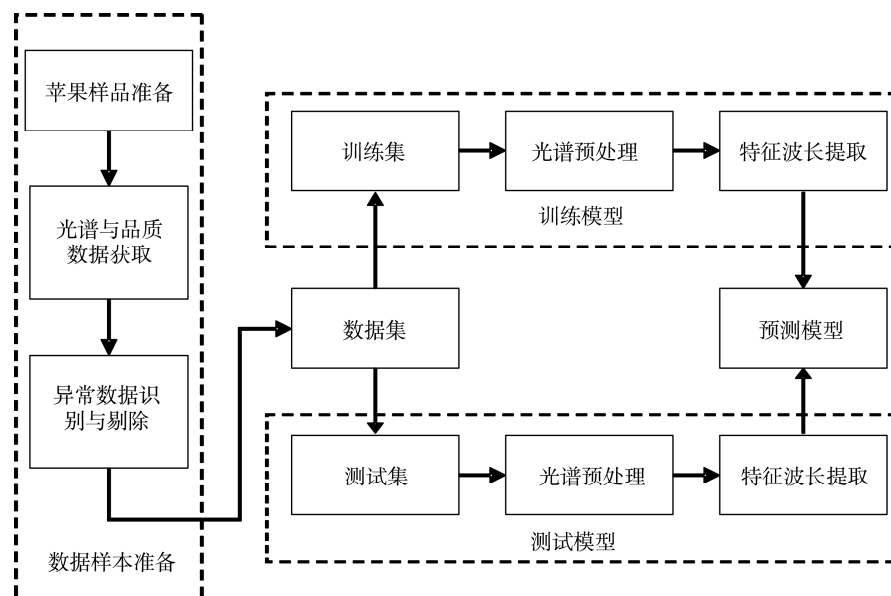 苹果样品准备
光谱与品质
数据获取
异常数据识
别与剔除
数据样本准备
训练集
光谱预处理
特征波长提取
训练模型
数据集
预测模型
测试集
光谱预处理
特征波长提取
测试模型